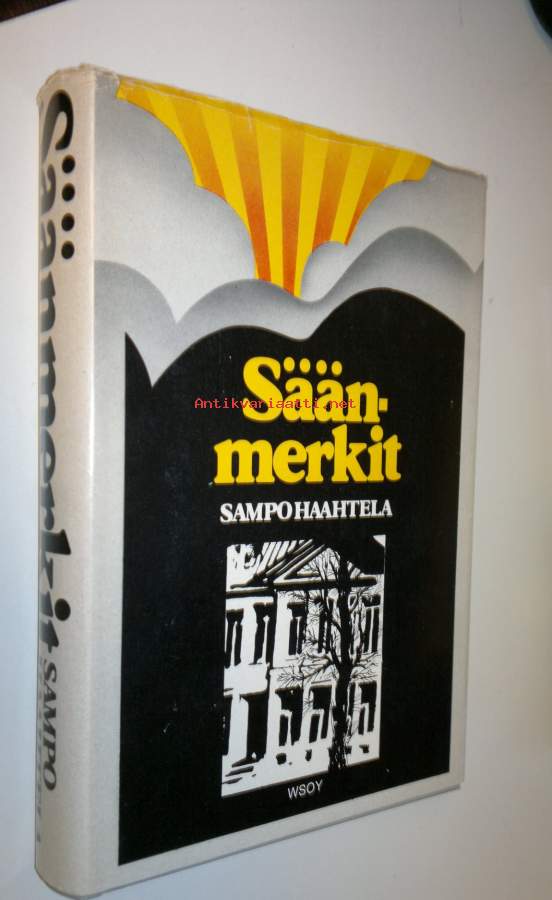 Säänmerkit SAMPO
Sään-
Antikvariaatti.net
merkit
SAMPO HAAHTELA
WSOY